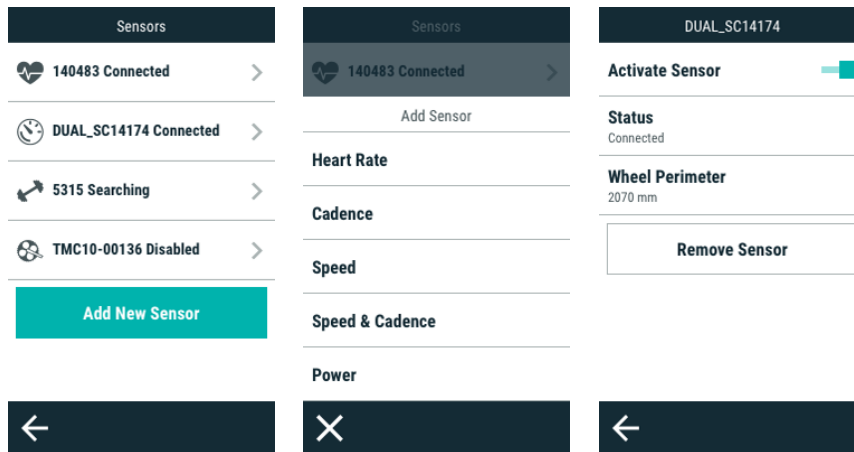 Sensors
140483 Connected
DUAL_SC14174 Connected
5315 Searching
TMC10-00136 Disabled
Add New Sensor
Sensors
140483 Connected
Add Sensor
Heart Rate
Cadence
Speed
Speed & Cadence
Power
DUAL_SC14174
Activate Sensor
Status
Connected
Wheel Perimeter
2070 mm
Remove Sensor